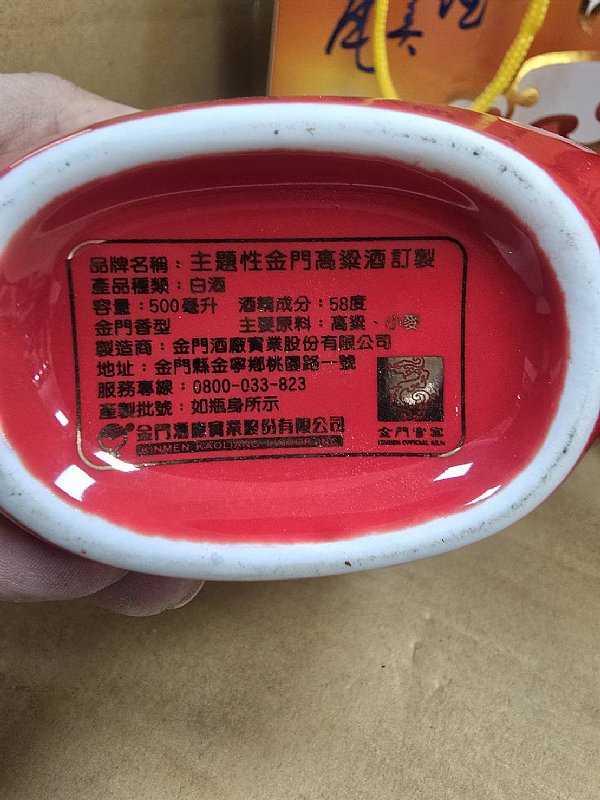 尾
品牌名稱：主題性金門高粱酒訂製
產品種類：白酒
容量：500毫升 酒精成分：58度
金門香型 主要原料：高粱、小麥
製造商：金門酒廠實業股份有限公司
地址：金門縣金寧鄉桃園路一號
服務專線：0800-033-823
產製批號：如瓶身所示
金門酒廠實業股份有限公司
KINMEN KAOLIANG LIQUOR INC.
金門官窯
KINMEN OFFICIAL KILN